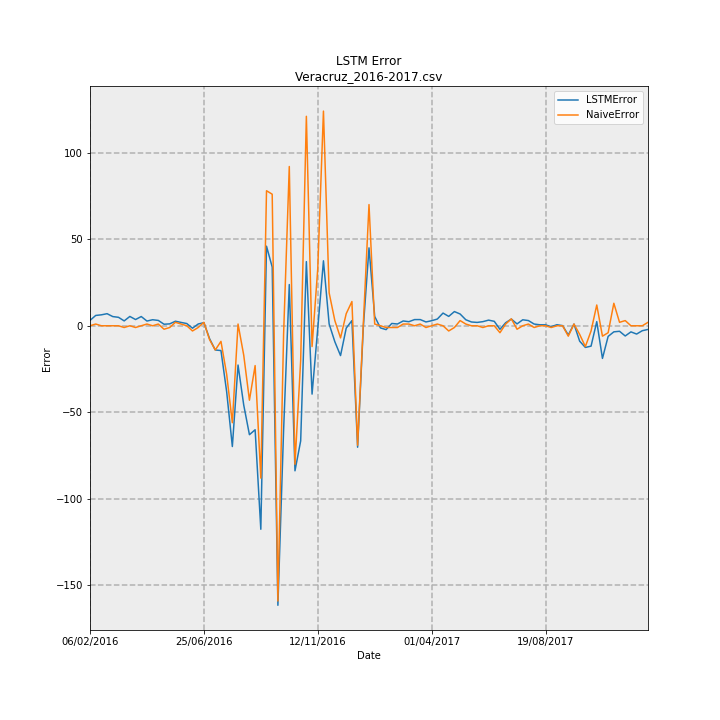 LSTM Error
Veracruz_2016-2017.csv
LSTMError
NaiveError
100
50
0
−50
−100
−150
Error
06/02/2016
25/06/2016
12/11/2016
01/04/2017
19/08/2017
Date